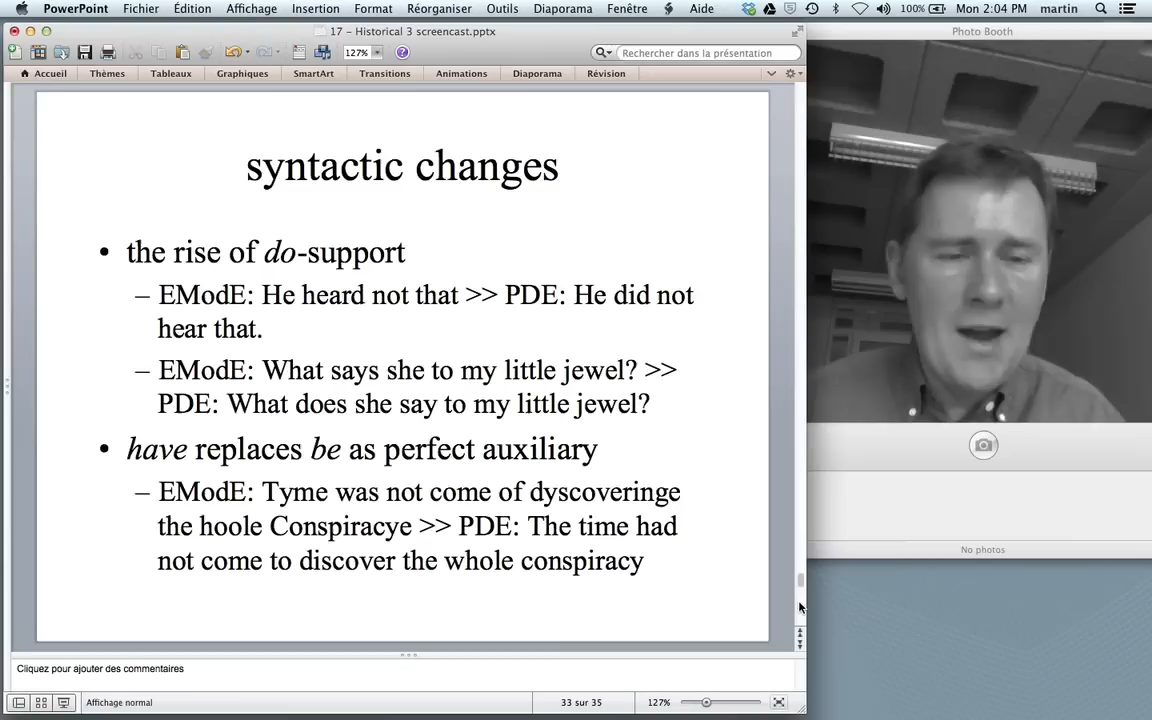 PowerPoint Fichier Édition Affichage Insertion Format Réorganiser Outils Diaporama Fenêtre Aide 100% Mon 2:04 PM martin
17 – Historical 3 screencast.pptx
Photo Booth
127% Rechercher dans la présentation
Accueil Thèmes Tableaux Graphiques SmartArt Transitions Animations Diaporama Révision
syntactic changes
• the rise of do-support
– EModE: He heard not that >> PDE: He did not
hear that.
– EModE: What says she to my little jewel? >>
PDE: What does she say to my little jewel?
• have replaces be as perfect auxiliary
– EModE: Tyme was not come of dyscoveringe
the hoole Conspiracye >> PDE: The time had
not come to discover the whole conspiracy
No photos
Cliquez pour ajouter des commentaires
Affichage normal 33 sur 35 127%